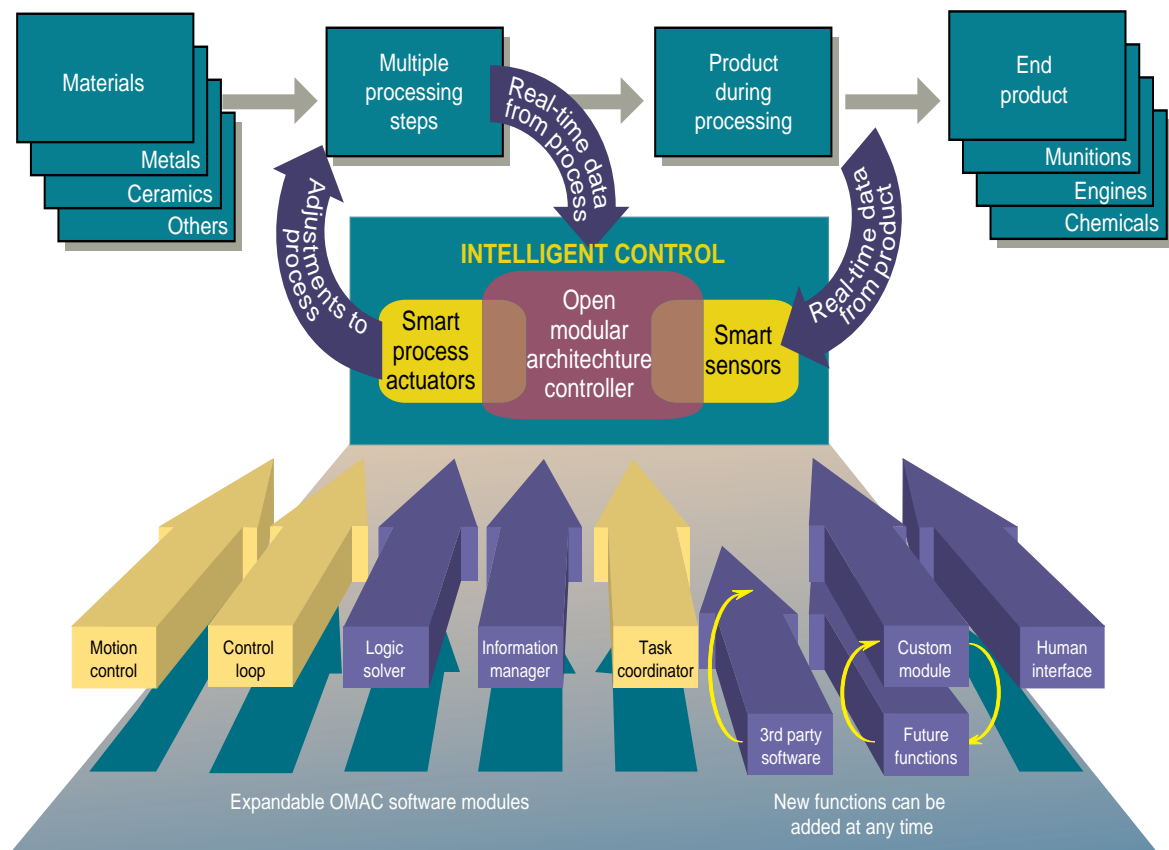 Materials
Metals
Ceramics
Others
Multiple
processing
steps
Product
during
processing
End
product
Munitions
Engines
Chemicals
Real-time data
from process
Adjustments to
process
Real-time data
from product
INTELLIGENT CONTROL
Smart
process
actuators
Open
modular
architechture
controller
Smart
sensors
Motion
control
Control
loop
Logic
solver
Information
manager
Task
coordinator
Custom
module
Human
interface
3rd party
software
Future
functions
Expandable OMAC software modules
New functions can be
added at any time